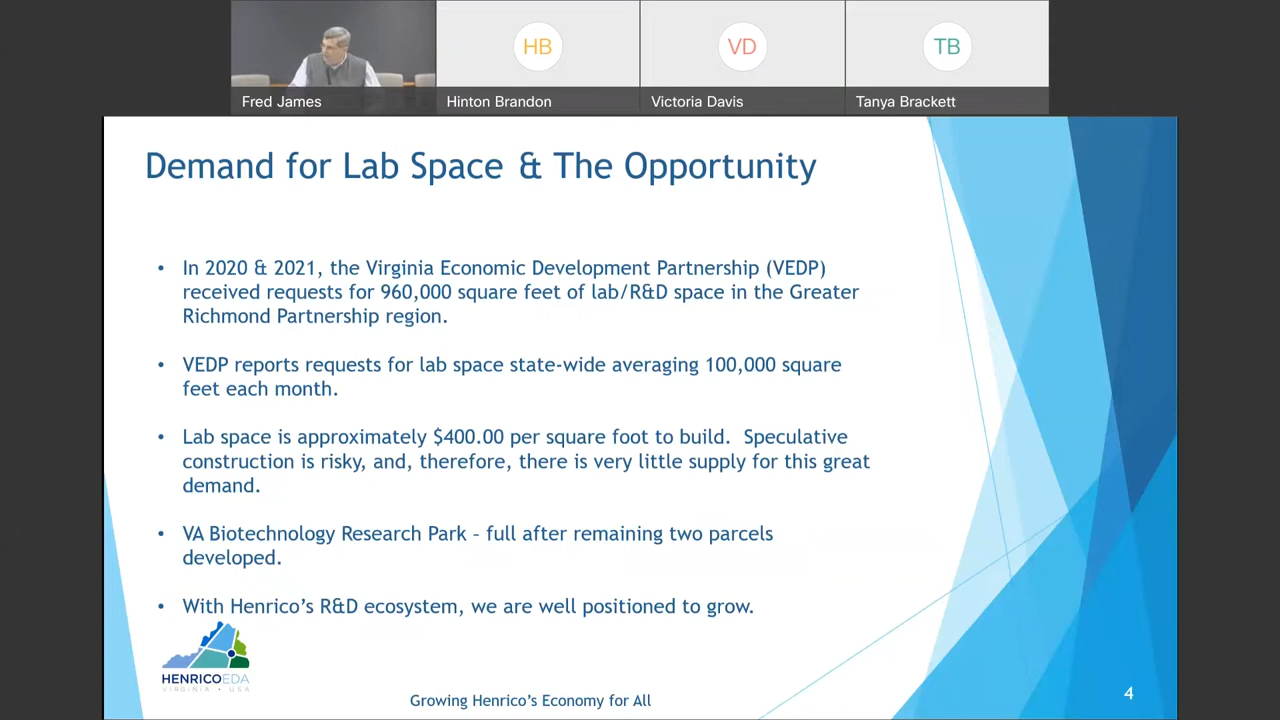 HB
VD
TB
Fred James
Hinton Brandon
Victoria Davis
Tanya Brackett
Demand for Lab Space & The Opportunity
• In 2020 & 2021, the Virginia Economic Development Partnership (VEDP)
received requests for 960,000 square feet of lab/R&D space in the Greater
Richmond Partnership region.
• VEDP reports requests for lab space state-wide averaging 100,000 square
feet each month.
• Lab space is approximately $400.00 per square foot to build. Speculative
construction is risky, and, therefore, there is very little supply for this great
demand.
• VA Biotechnology Research Park – full after remaining two parcels
developed.
• With Henrico’s R&D ecosystem, we are well positioned to grow.
HENRICOEDA
VIRGINIA • USA
Growing Henrico’s Economy for All
4